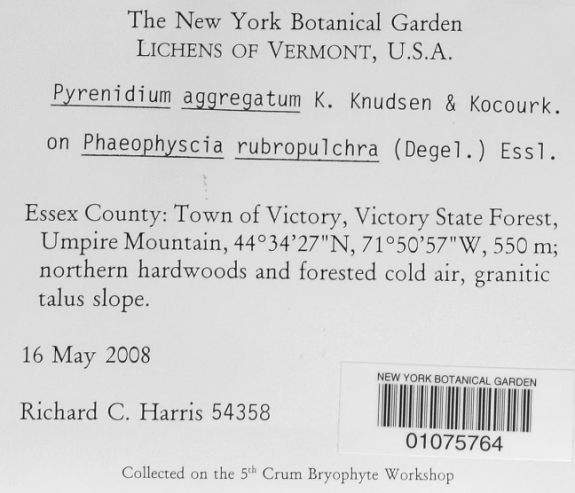 The New York Botanical Garden
LICHENS OF VERMONT, U.S.A.
Pyrenidium aggregatum K. Knudsen & Kocourk.
on Phaeophyscia rubropulchra (Degel.) Essl.
Essex County: Town of Victory, Victory State Forest,
Umpire Mountain, 44°34'27"N, 71°50'57"W, 550 m;
northern hardwoods and forested cold air, granitic
talus slope.
16 May 2008
Richard C. Harris 54358
NEW YORK BOTANICAL GARDEN
01075764
Collected on the 5th Crum Bryophyte Workshop